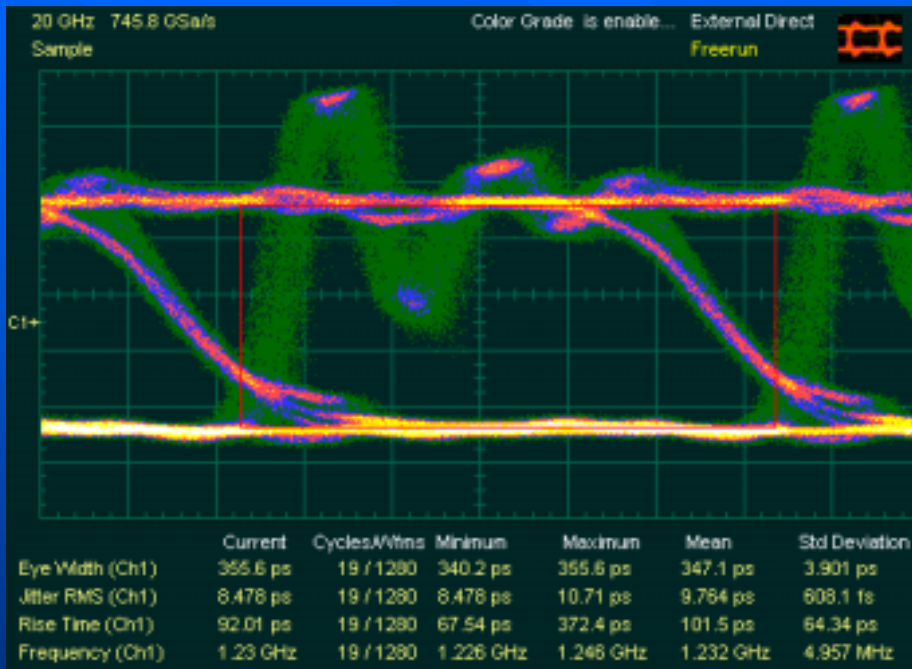 20 GHz 745.8 GSa/s Color Grade is enable... External Direct
Sample Freerun
C1+
Current Cycles/Wfms Minimum Maximum Mean Std Deviation
Eye Width (Ch1) 355.6 ps 19 / 1280 340.2 ps 355.6 ps 347.1 ps 3.901 ps
Jitter RMS (Ch1) 8.478 ps 19 / 1280 8.478 ps 10.71 ps 9.764 ps 608.1 fs
Rise Time (Ch1) 92.01 ps 19 / 1280 67.54 ps 372.4 ps 101.5 ps 64.34 ps
Frequency (Ch1) 1.23 GHz 19 / 1280 1.226 GHz 1.246 GHz 1.232 GHz 4.957 MHz